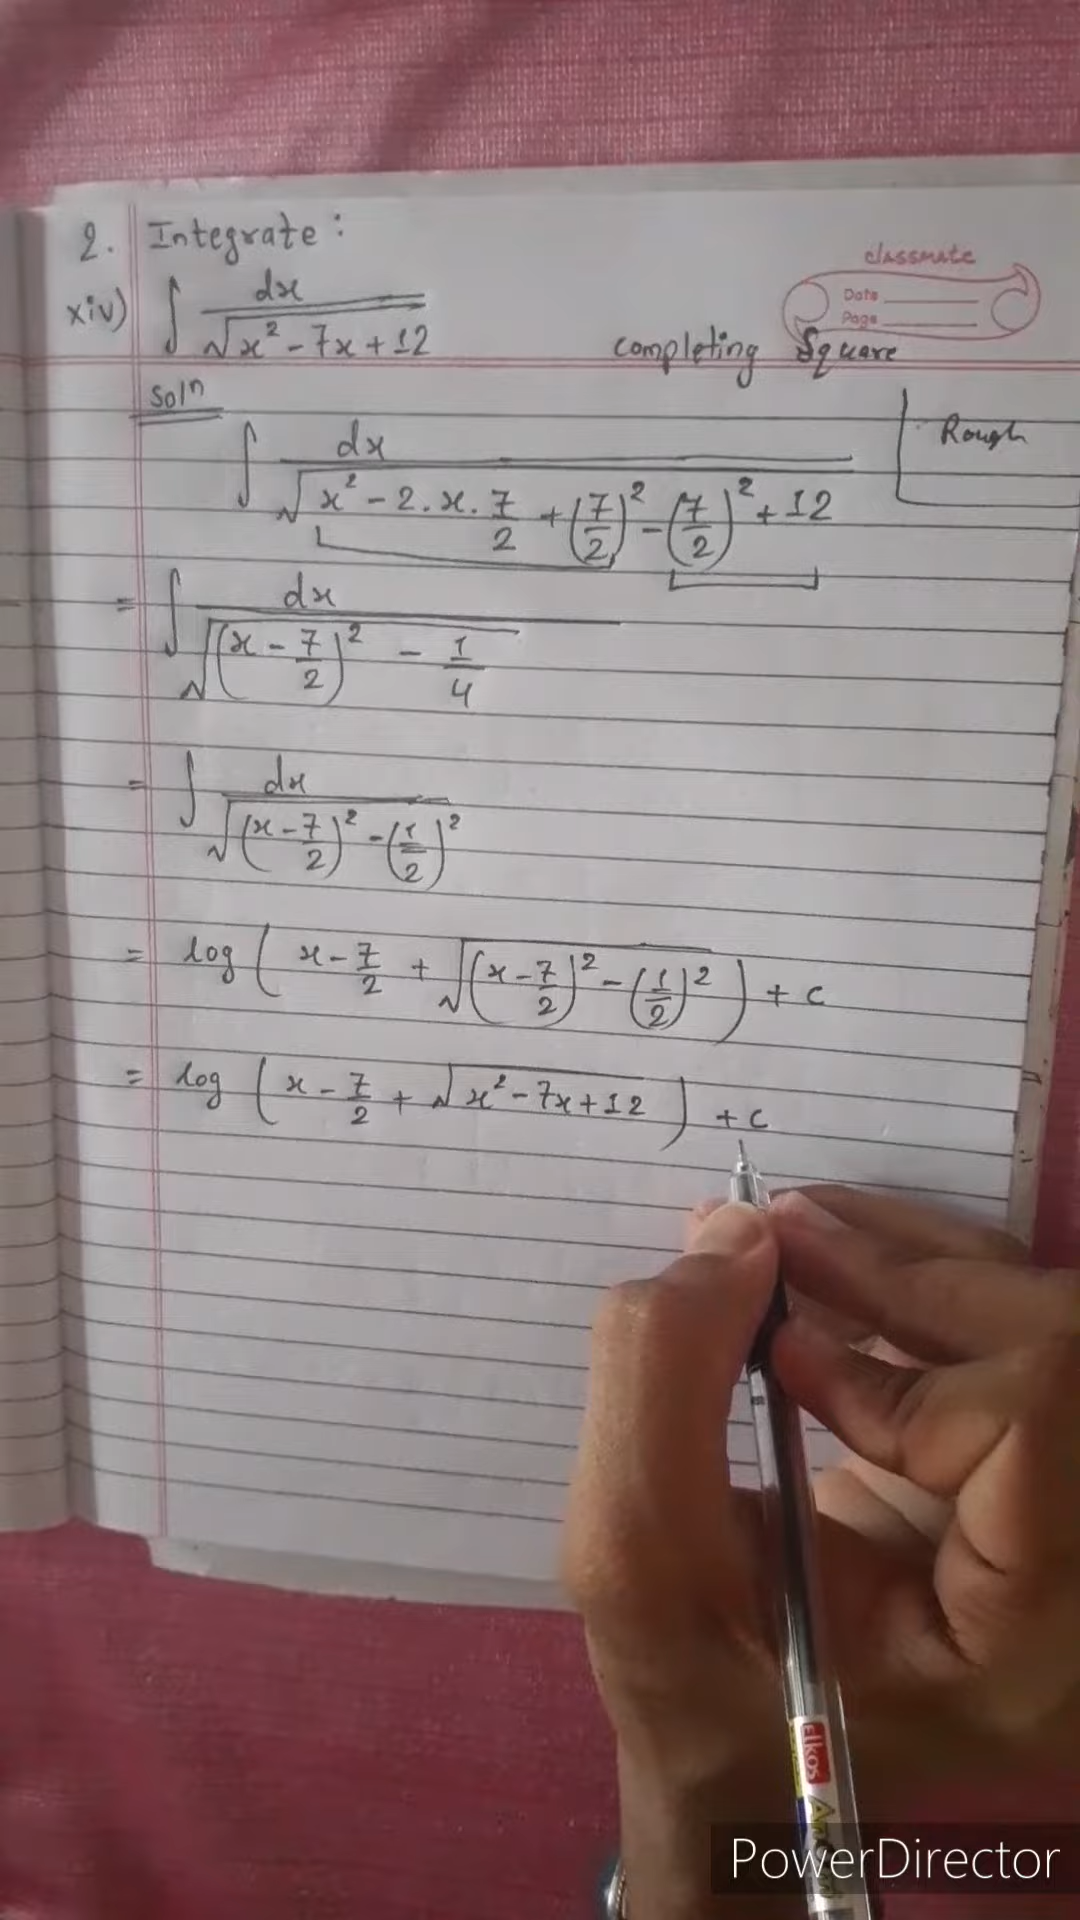 2. Integrate:
xiv) ∫ dx / √(x² - 7x + 12)
classmate
Date
Page
completing Square
Soln
Rough
∫ dx / √(x² - 2.x.7/2 + (7/2)² - (7/2)² + 12)
= ∫ dx / √((x - 7/2)² - 1/4)
= ∫ dx / √((x - 7/2)² - (1/2)²)
= log ( x - 7/2 + √((x - 7/2)² - (1/2)²) ) + c
= log ( x - 7/2 + √(x² - 7x + 12) ) + c
Elkos
PowerDirector